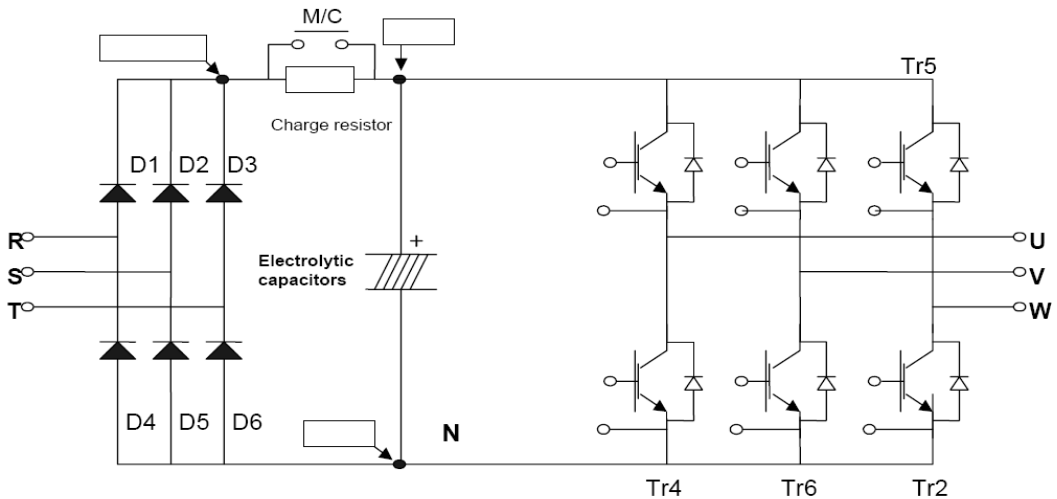 M/C
Tr5
Charge resistor
D1 D2 D3
R
S
T
+
Electrolytic
capacitors
U
V
W
D4 D5 D6
N
Tr4 Tr6 Tr2